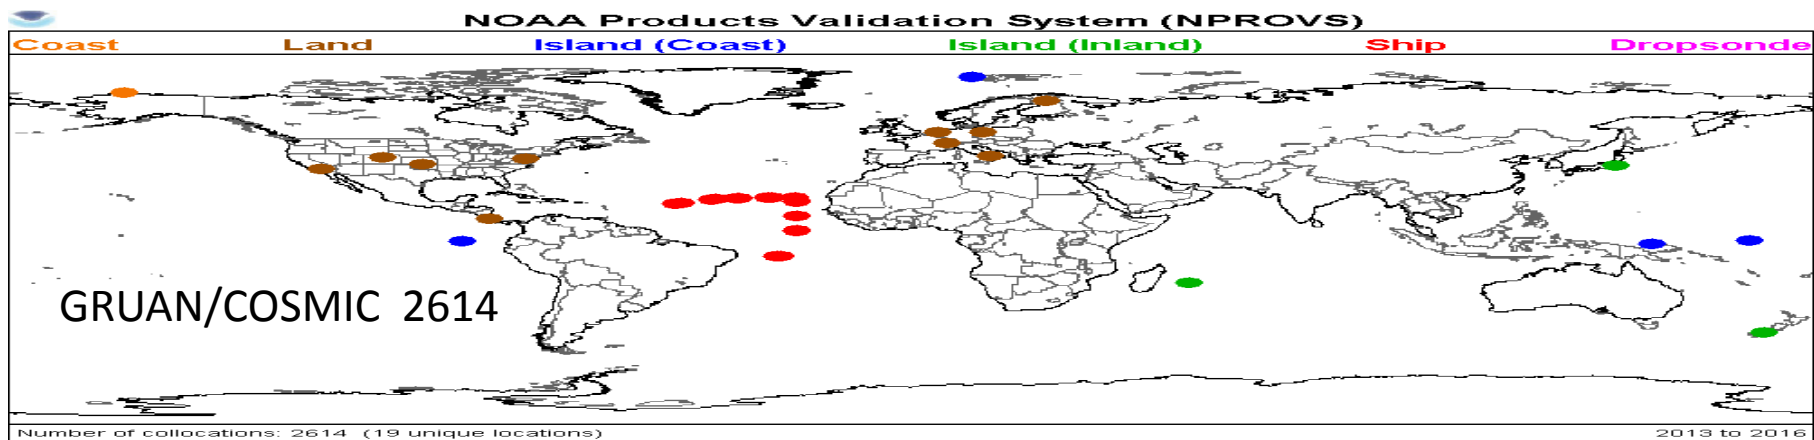 NOAA Products Validation System (NPROVS)
Coast Land Island (Coast) Island (Inland) Ship Dropsonde
GRUAN/COSMIC 2614
Number of collocations: 2614 (19 unique locations) 2013 to 2016